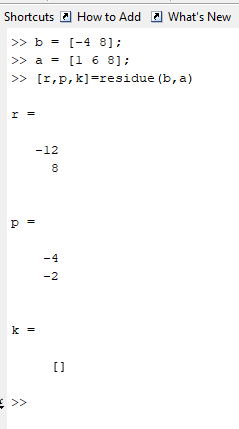 Shortcuts How to Add What's New
>> b = [-4 8];
>> a = [1 6 8];
>> [r,p,k]=residue(b,a)
r =
-12
8
p =
-4
-2
k =
[]
>>